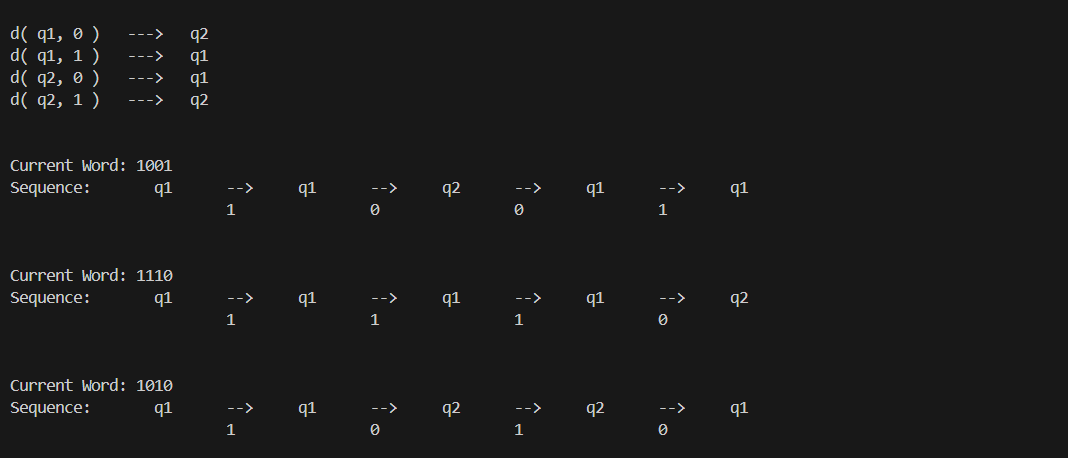 d( q1, 0 )   --->   q2
d( q1, 1 )   --->   q1
d( q2, 0 )   --->   q1
d( q2, 1 )   --->   q2
Current Word: 1001
Sequence:       q1      -->     q1      -->     q2      -->     q1      -->     q1
                        1               0               0               1
Current Word: 1110
Sequence:       q1      -->     q1      -->     q1      -->     q1      -->     q2
                        1               1               1               0
Current Word: 1010
Sequence:       q1      -->     q1      -->     q2      -->     q2      -->     q1
                        1               0               1               0